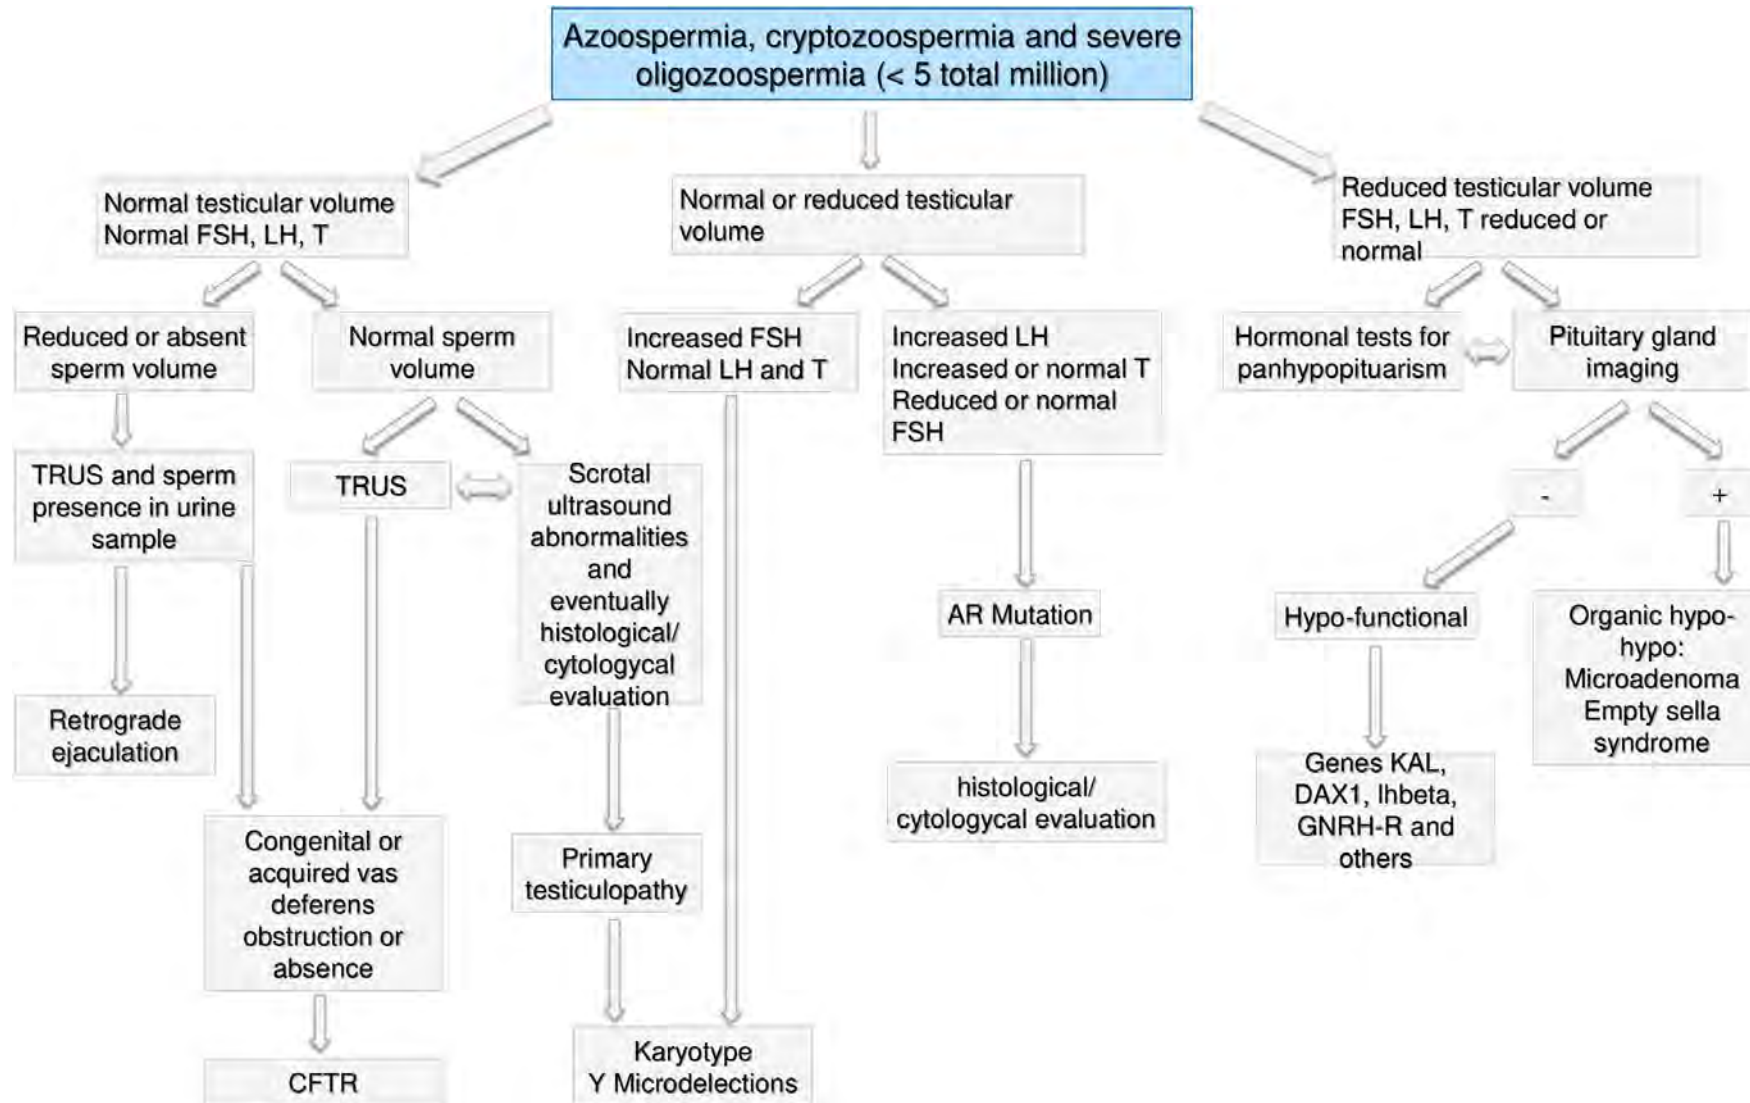 Azoospermia, cryptozoospermia and severe
oligozoospermia (< 5 total million)
Normal testicular volume
Normal FSH, LH, T
Normal or reduced testicular
volume
Reduced testicular volume
FSH, LH, T reduced or
normal
Reduced or absent
sperm volume
Normal sperm
volume
Increased FSH
Normal LH and T
Increased LH
Increased or normal T
Reduced or normal
FSH
Hormonal tests for
panhypopituarism
Pituitary gland
imaging
TRUS and sperm
presence in urine
sample
TRUS
Scrotal
ultrasound
abnormalities
and
eventually
histological/
cytologycal
evaluation
-
+
AR Mutation
Hypo-functional
Organic hypo-
hypo:
Microadenoma
Empty sella
syndrome
Retrograde
ejaculation
histological/
cytologycal evaluation
Genes KAL,
DAX1, lhbeta,
GNRH-R and
others
Congenital or
acquired vas
deferens
obstruction or
absence
Primary
testiculopathy
CFTR
Karyotype
Y Microdelections